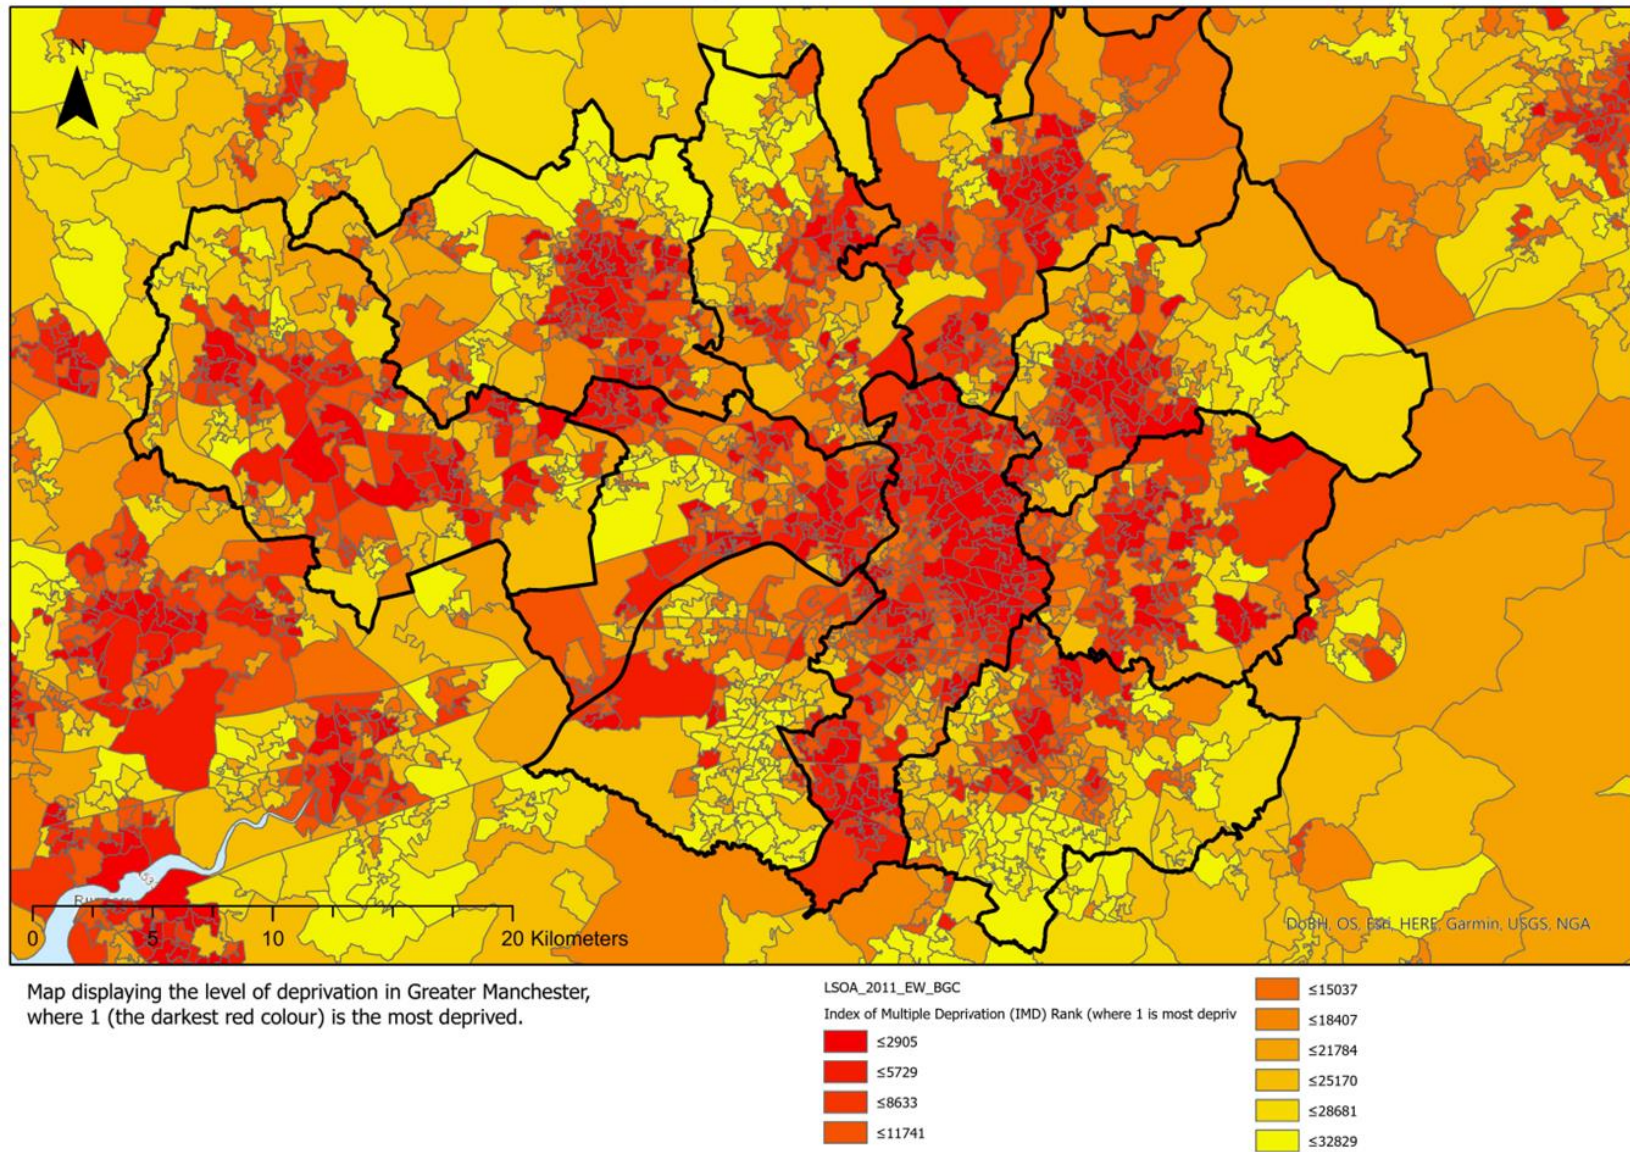 N
0 5 10 20 Kilometers
DoBH, OS, Esri, HERE, Garmin, USGS, NGA
Map displaying the level of deprivation in Greater Manchester,
where 1 (the darkest red colour) is the most deprived.
LSOA_2011_EW_BGC
Index of Multiple Deprivation (IMD) Rank (where 1 is most depriv
≤2905
≤5729
≤8633
≤11741
≤15037
≤18407
≤21784
≤25170
≤28681
≤32829